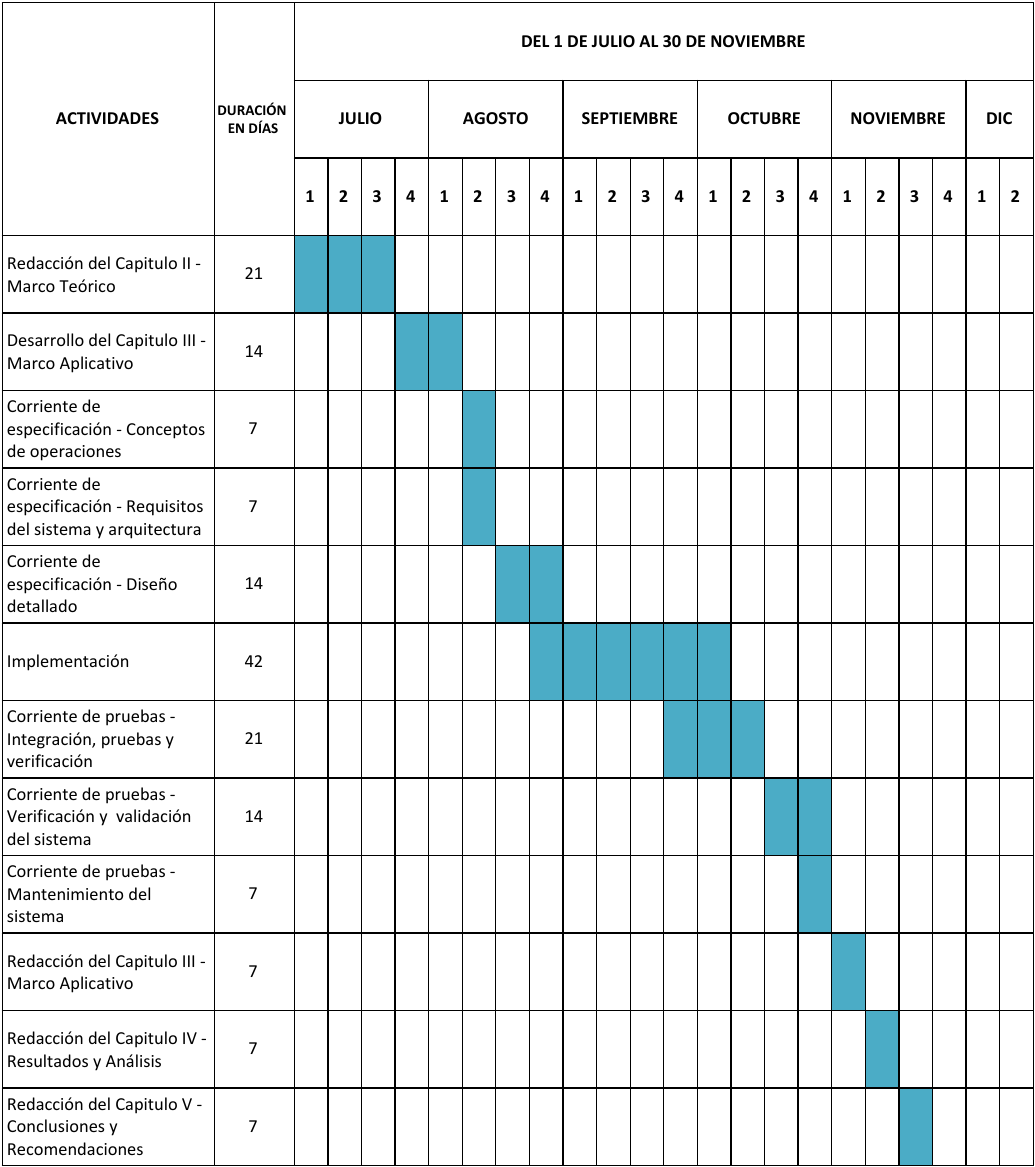 DEL 1 DE JULIO AL 30 DE NOVIEMBRE
ACTIVIDADES
DURACIÓN
EN DÍAS
JULIO AGOSTO SEPTIEMBRE OCTUBRE NOVIEMBRE DIC
1 2 3 4 1 2 3 4 1 2 3 4 1 2 3 4 1 2 3 4 1 2
Redacción del Capitulo II -
Marco Teórico
21
Desarrollo del Capitulo III -
Marco Aplicativo
14
Corriente de
especificación - Conceptos
de operaciones
7
Corriente de
especificación - Requisitos
del sistema y arquitectura
7
Corriente de
especificación - Diseño
detallado
14
Implementación
42
Corriente de pruebas -
Integración, pruebas y
verificación
21
Corriente de pruebas -
Verificación y validación
del sistema
14
Corriente de pruebas -
Mantenimiento del
sistema
7
Redacción del Capitulo III -
Marco Aplicativo
7
Redacción del Capitulo IV -
Resultados y Análisis
7
Redacción del Capitulo V -
Conclusiones y
Recomendaciones
7